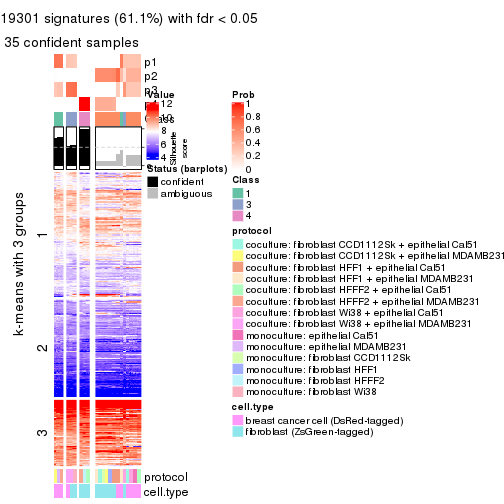 19301 signatures (61.1%) with fdr < 0.05
35 confident samples
p1
p2
p3
Value
12
8
6
4
Silhouette
score
Status (barplots)
confident
ambiguous
Prob
1
0.8
0.6
0.4
0.2
0
Class
1
3
4
protocol
coculture: fibroblast CCD1112Sk + epithelial Cal51
coculture: fibroblast CCD1112Sk + epithelial MDAMB231
coculture: fibroblast HFF1 + epithelial Cal51
coculture: fibroblast HFF1 + epithelial MDAMB231
coculture: fibroblast HFFF2 + epithelial Cal51
coculture: fibroblast HFFF2 + epithelial MDAMB231
coculture: fibroblast Wi38 + epithelial Cal51
coculture: fibroblast Wi38 + epithelial MDAMB231
monoculture: epithelial Cal51
monoculture: epithelial MDAMB231
monoculture: fibroblast CCD1112Sk
monoculture: fibroblast HFF1
monoculture: fibroblast HFFF2
monoculture: fibroblast Wi38
cell.type
breast cancer cell (DsRed-tagged)
fibroblast (ZsGreen-tagged)
k-means with 3 groups
1
2
3
protocol
cell.type